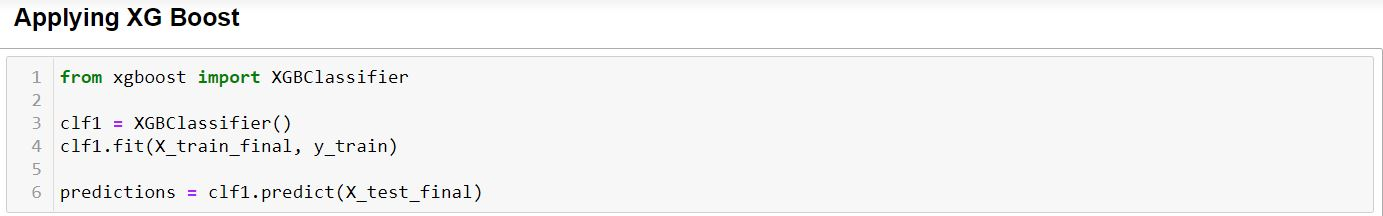 Applying XG Boost
1 from xgboost import XGBClassifier
2
3 clf1 = XGBClassifier()
4 clf1.fit(X_train_final, y_train)
5
6 predictions = clf1.predict(X_test_final)